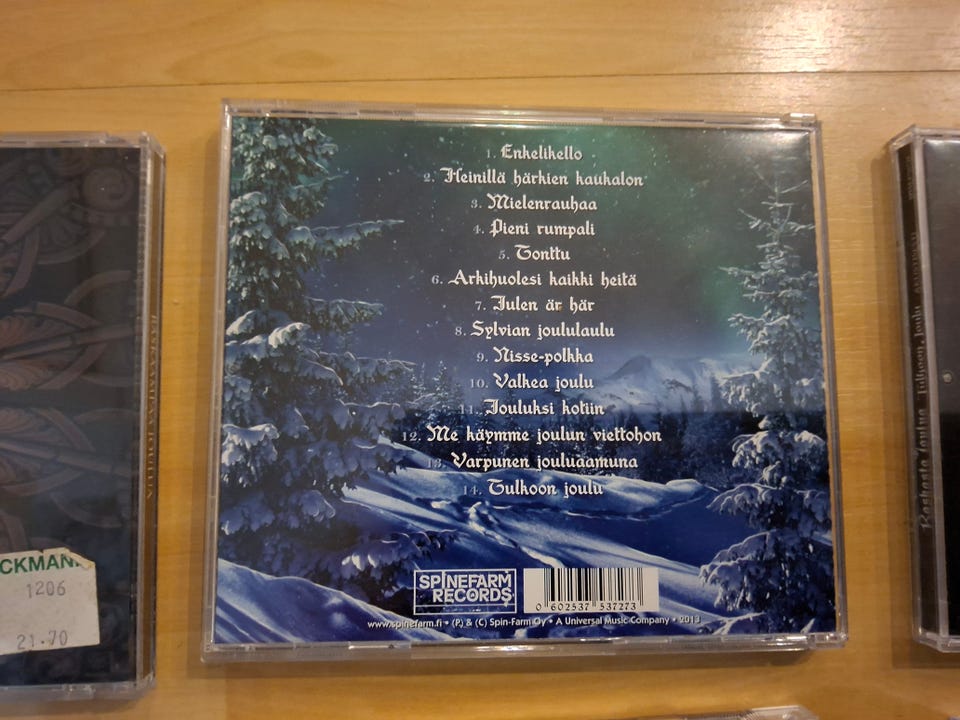 1. Enkelikello
2. Heinillä härkien kaukalon
3. Mielenrauhaa
4. Pieni rumpali
5. Tonttu
6. Arkihuolesi kaikki heitä
7. Julen är här
8. Sylvian joululaulu
9. Nisse-polkka
10. Valkea joulu
11. Jouluksi kotiin
12. Me käymme joulun viettohon
13. Varpunen jouluaamuna
14. Tulkoon joulu
SPINEFARM
RECORDS
0 602537 537273
www.spinefarm.fi • (P) & (C) Spin-Farm Oy • A Universal Music Company • 2013
CKMAN
1206
21.70
Raskasta Joulua Tulkoon Joulu